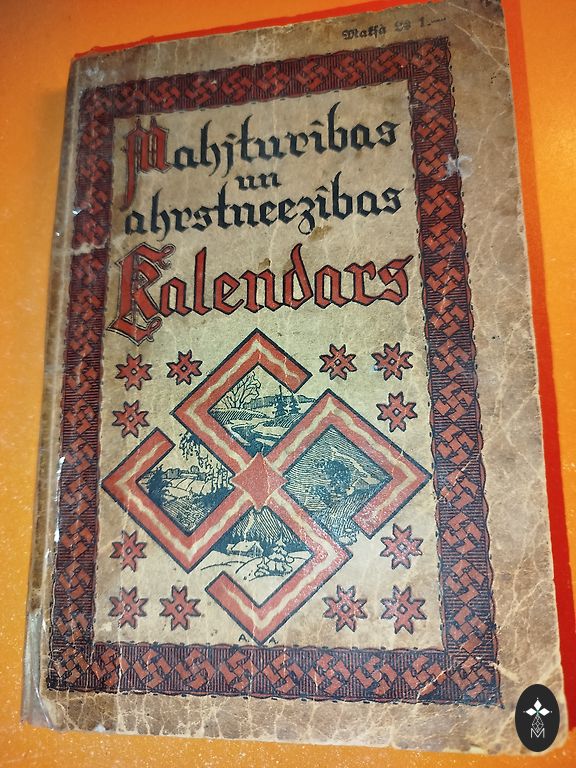 Maksā Ls 1.—
Mahjturibas
un
ahrstneezibas
Kalendars
A. A.
M